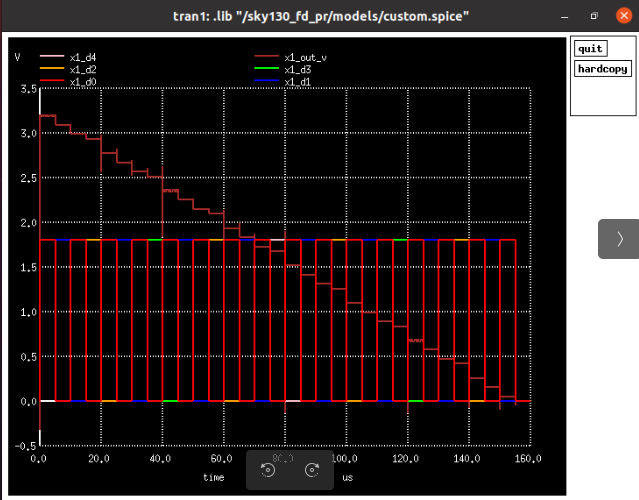 tran1: .lib "/sky130_fd_pr/models/custom.spice"
quit
hardcopy
V
x1_d4 x1_out_v
x1_d2 x1_d3
x1_d0 x1_d1
3.5
3.0
2.5
2.0
1.5
1.0
0.5
0.0
-0.5
0.0 20.0 40.0 60.0 80.0 100.0 120.0 140.0 160.0
time us